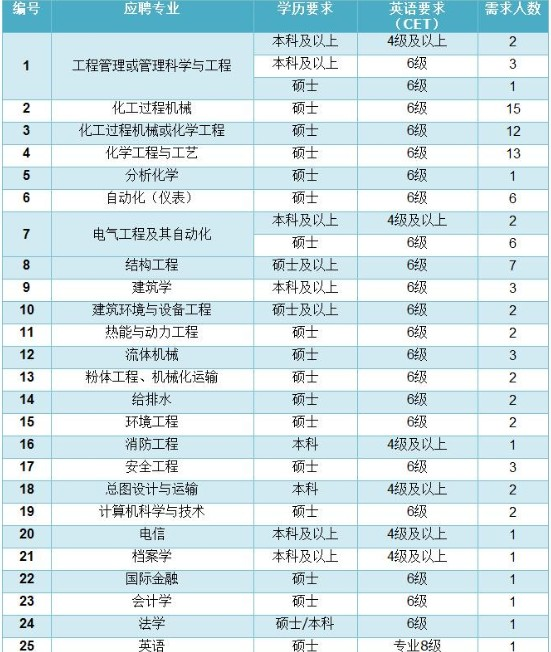 编号 应聘专业 学历要求 英语要求（CET） 需求人数
1 工程管理或管理科学与工程 本科及以上 4级及以上 2
本科及以上 6级 3
硕士 6级 1
2 化工过程机械 硕士 6级 15
3 化工过程机械或化学工程 硕士 6级 12
4 化学工程与工艺 硕士 6级 13
5 分析化学 硕士 6级 1
6 自动化（仪表） 硕士 6级 6
7 电气工程及其自动化 本科及以上 4级及以上 2
硕士 6级 6
8 结构工程 硕士及以上 6级 7
9 建筑学 本科及以上 6级 3
10 建筑环境与设备工程 硕士及以上 6级 2
11 热能与动力工程 硕士 6级 2
12 流体机械 硕士 6级 3
13 粉体工程、机械化运输 硕士 6级 2
14 给排水 硕士 6级 2
15 环境工程 硕士 6级 2
16 消防工程 本科 4级及以上 1
17 安全工程 硕士 6级 3
18 总图设计与运输 本科 4级及以上 2
19 计算机科学与技术 硕士 6级 2
20 电信 本科及以上 4级及以上 1
21 档案学 本科及以上 4级及以上 1
22 国际金融 硕士 6级 1
23 会计学 硕士 6级 1
24 法学 硕士/本科 6级 1
25 英语 硕士 专业8级 1